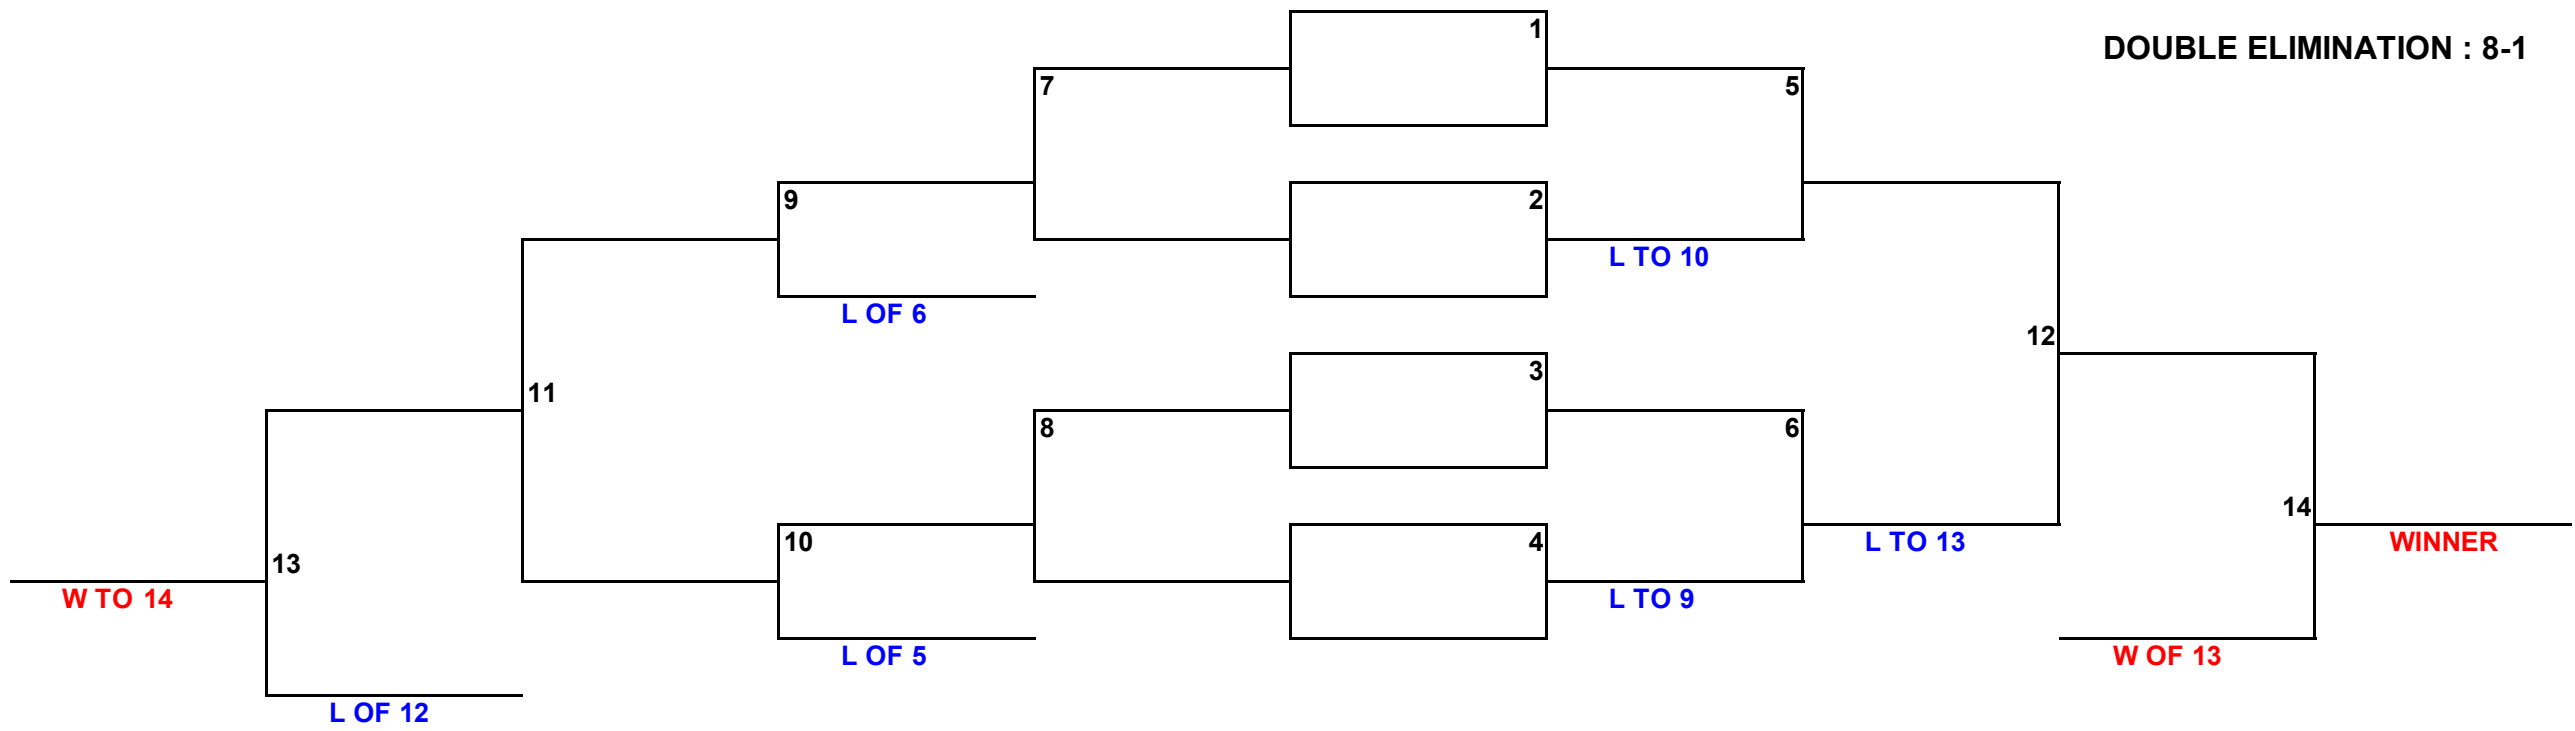 1
DOUBLE ELIMINATION : 8-1
7
5
9
2
L TO 10
L OF 6
12
3
11
8
6
14
10
4
L TO 13
WINNER
13
W TO 14
L TO 9
L OF 5
W OF 13
L OF 12